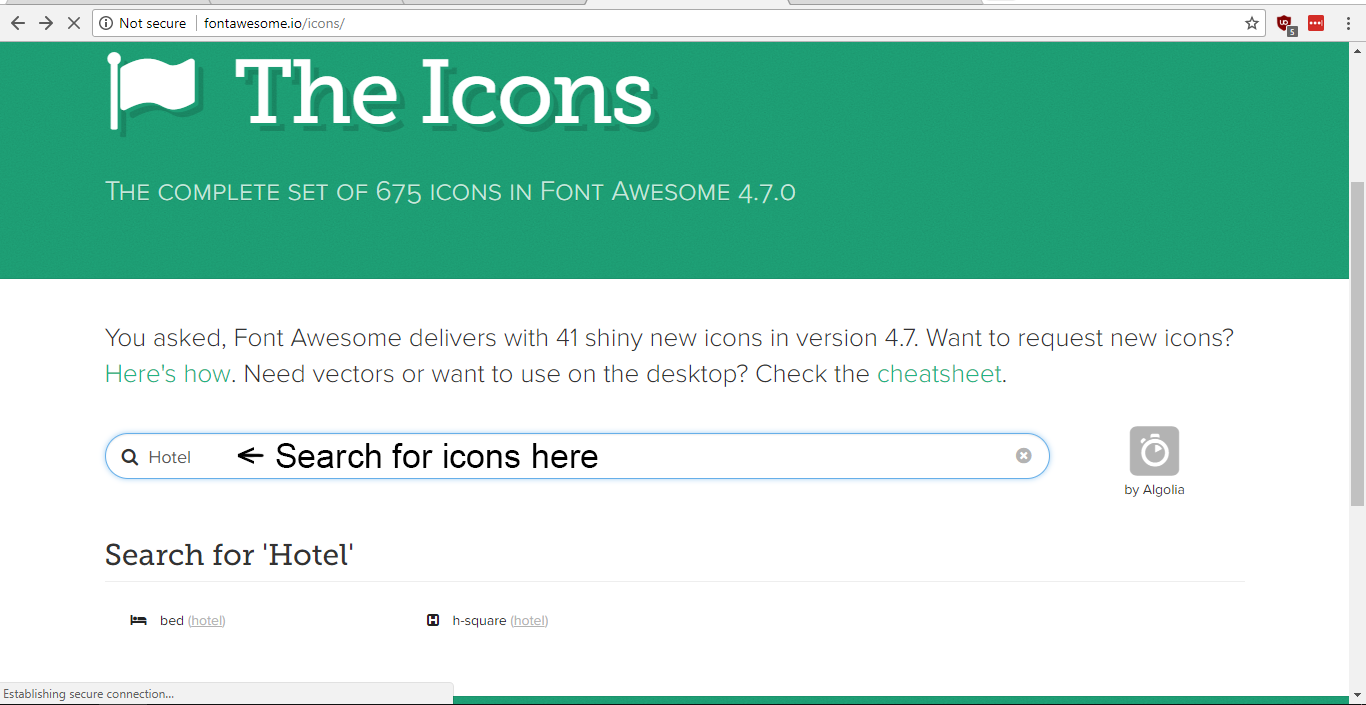 Not secure fontawesome.io/icons/
5
The Icons
The complete set of 675 icons in Font Awesome 4.7.0
You asked, Font Awesome delivers with 41 shiny new icons in version 4.7. Want to request new icons?
Here's how. Need vectors or want to use on the desktop? Check the cheatsheet.
Hotel ← Search for icons here
by Algolia
Search for 'Hotel'
bed (hotel) h-square (hotel)
Establishing secure connection...